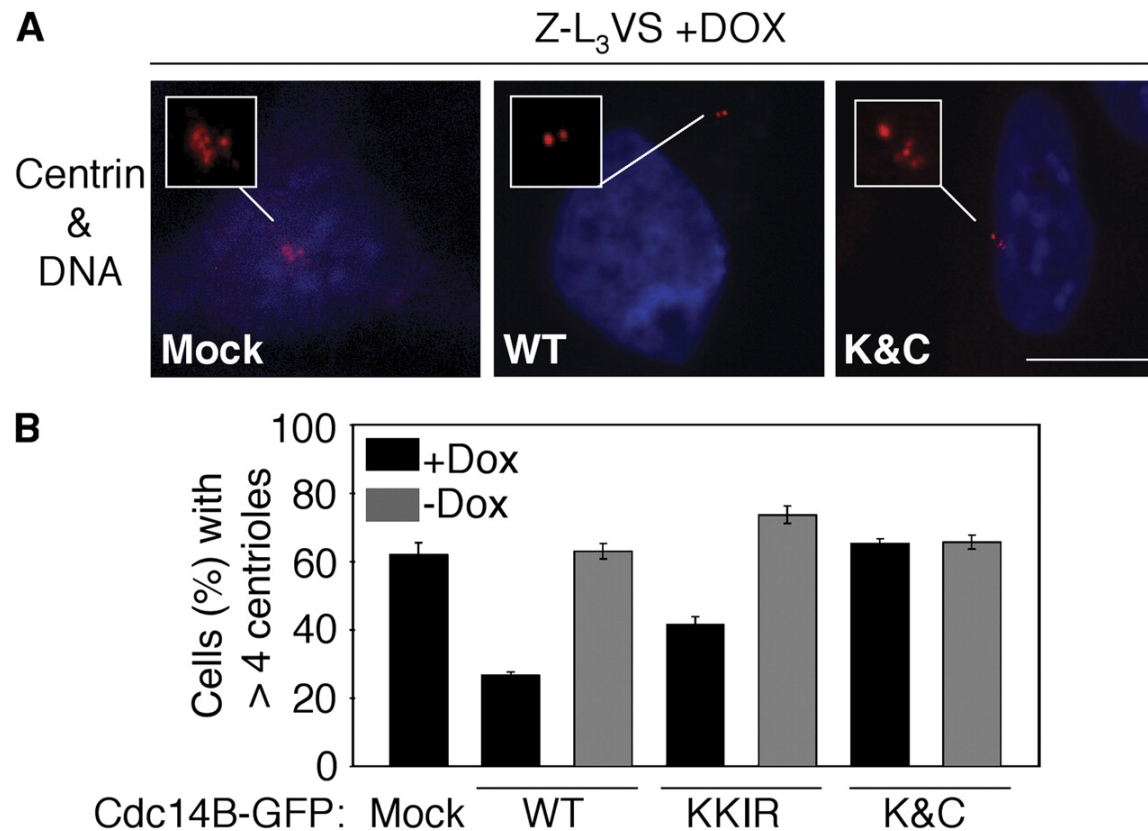 A
Z-L3VS +DOX
Centrin
&
DNA
Mock
WT
K&C
B
100
80
60
40
20
0
Cells (%) with
> 4 centrioles
+Dox
-Dox
Cdc14B-GFP: Mock WT KKIR K&C